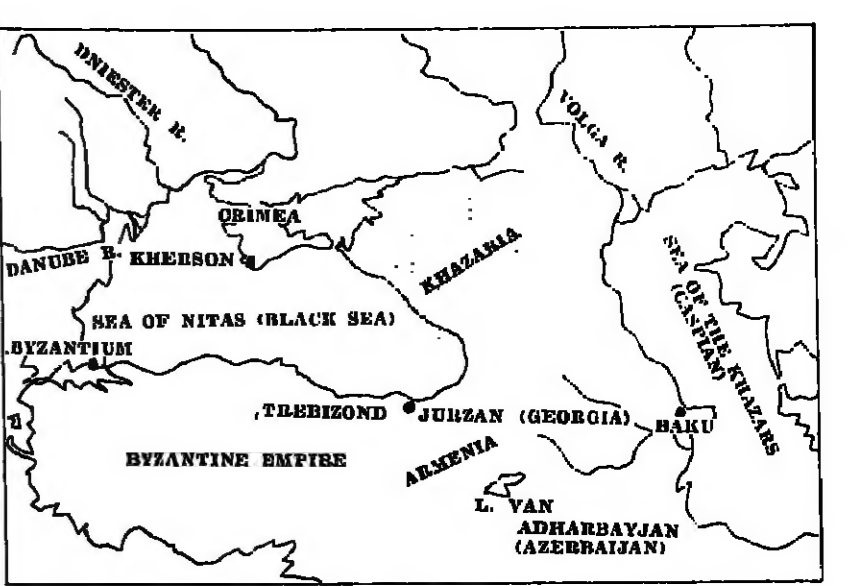 DNIESTER R.
VOLGA R.
CRIMEA
DANUBE R.
KHERSON
KHAZARIA
SEA OF THE KHAZARS
(CASPIAN)
SEA OF NITAS (BLACK SEA)
BYZANTIUM
TREBIZOND
JURZAN (GEORGIA)
BAKU
BYZANTINE EMPIRE
ARMENIA
L. VAN
ADHARBAYJAN
(AZERBAIJAN)